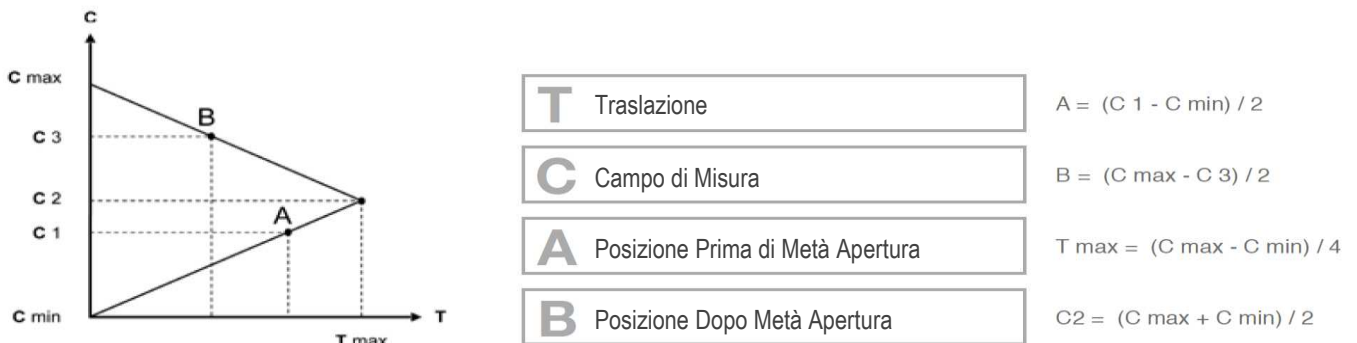 C
C max
C 3
C 2
C 1
C min
B
A
T
T max
T Traslazione
C Campo di Misura
A Posizione Prima di Metà Apertura
B Posizione Dopo Metà Apertura
A = (C 1 - C min) / 2
B = (C max - C 3) / 2
T max = (C max - C min) / 4
C2 = (C max + C min) / 2